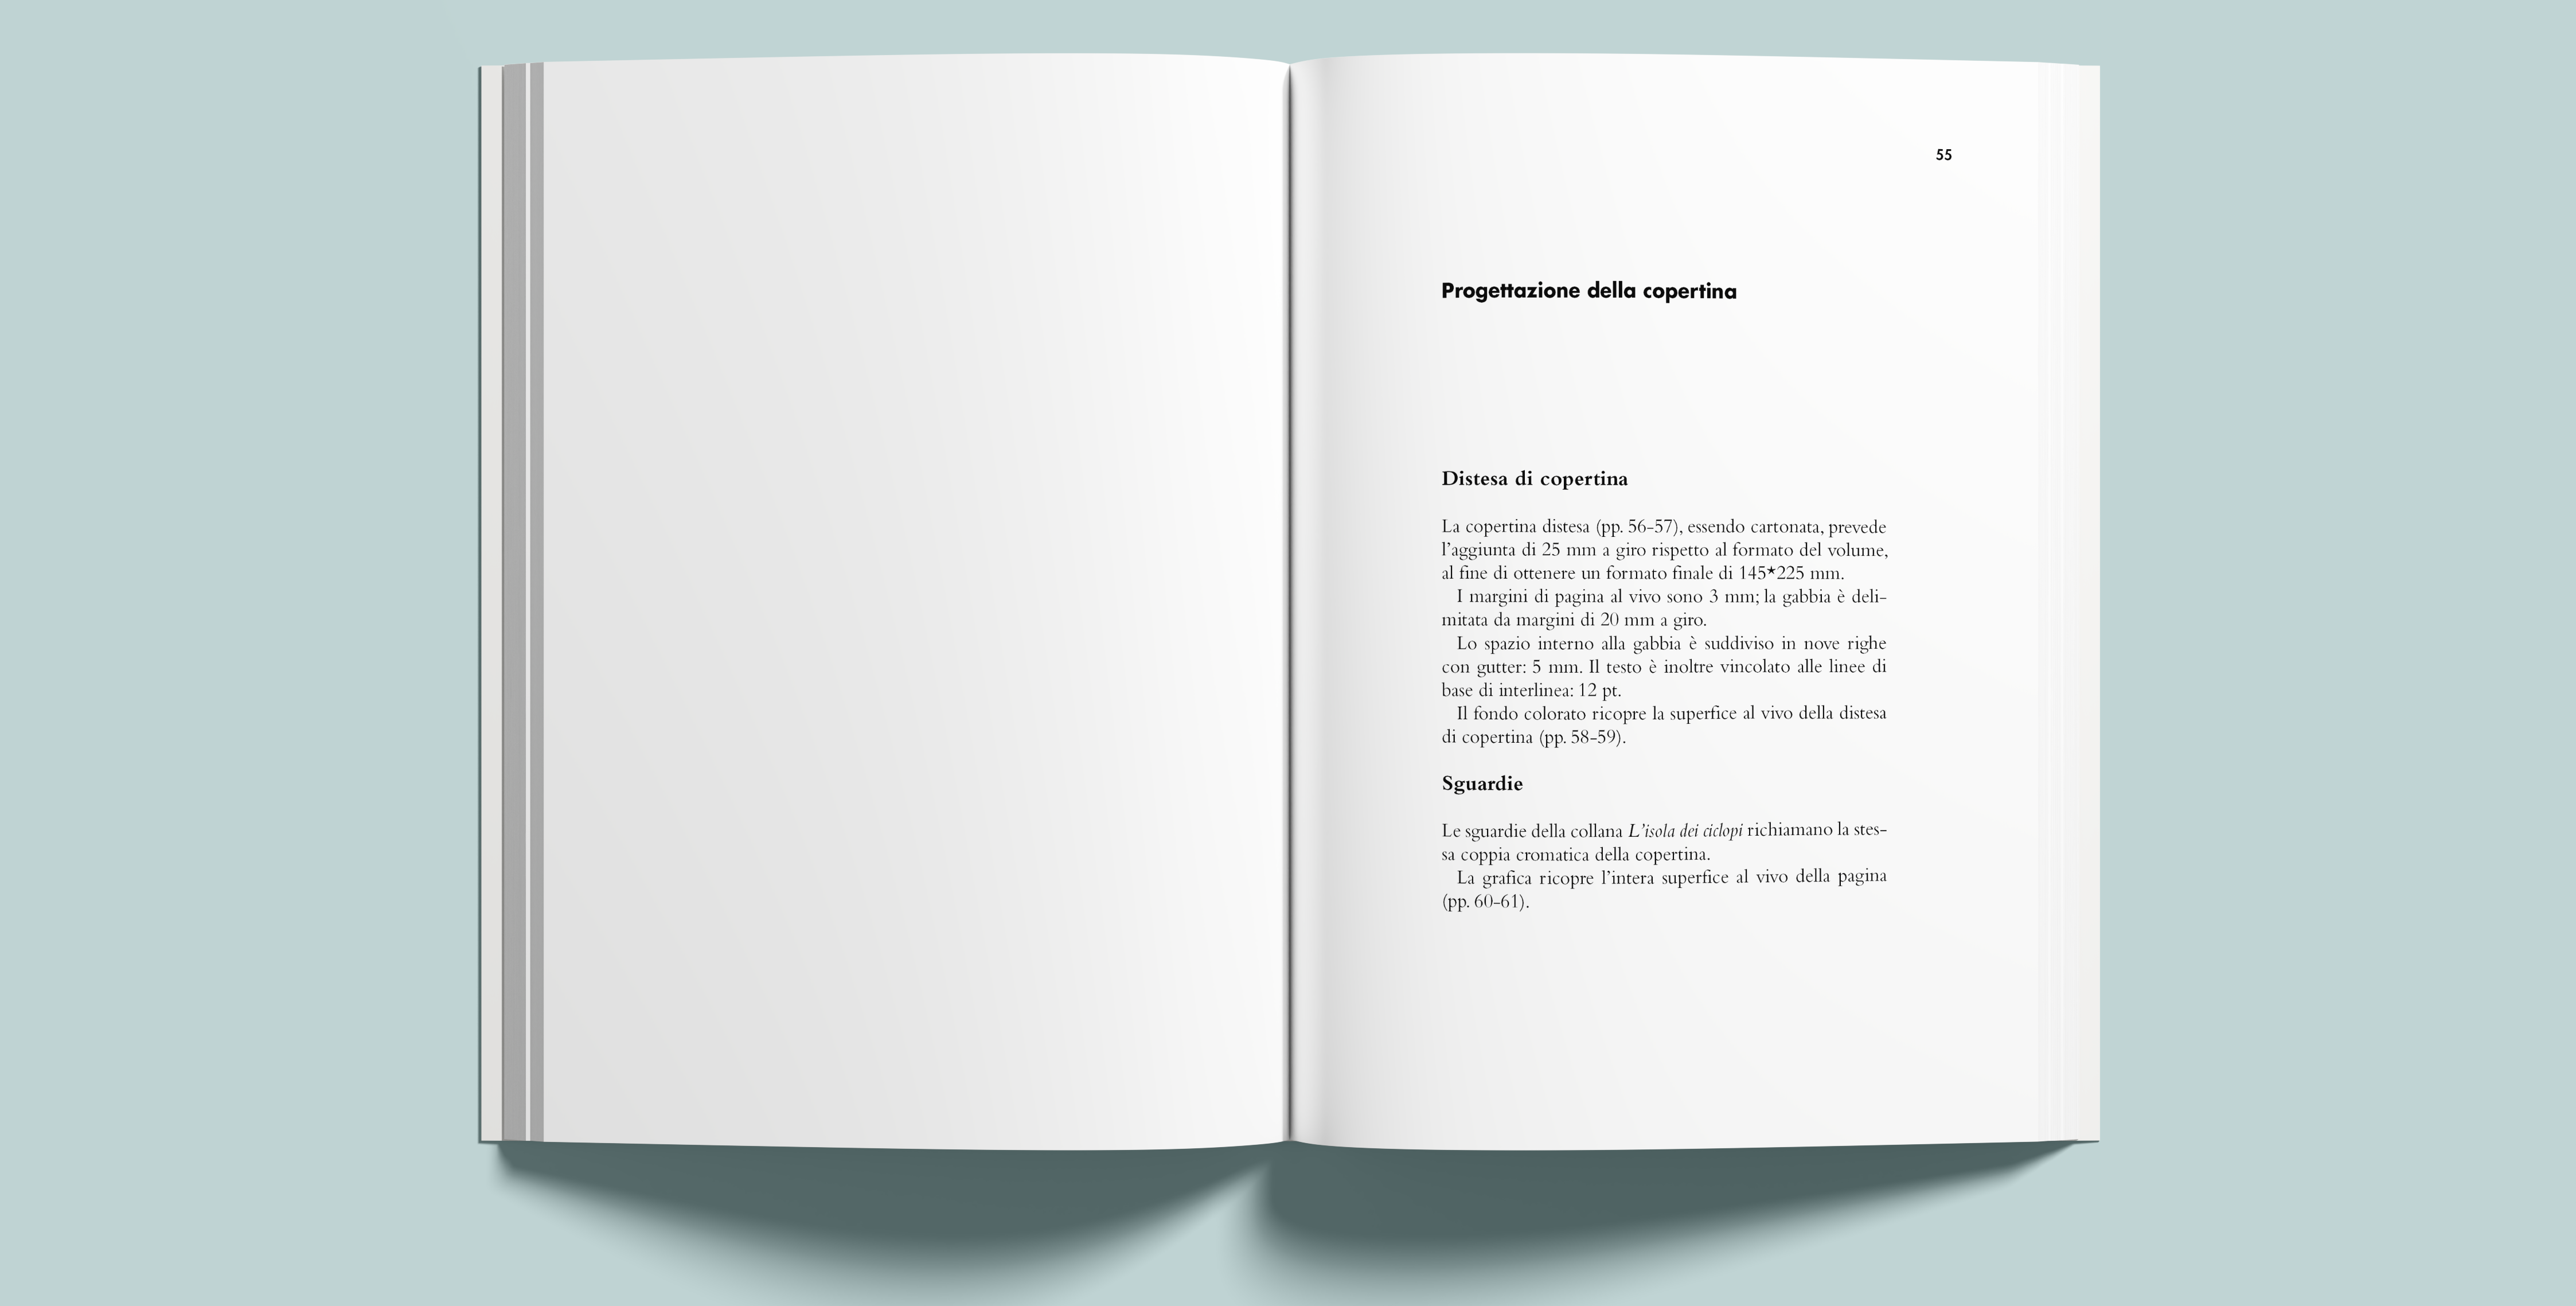 55
Progettazione della copertina
Distesa di copertina
La copertina distesa (pp. 56-57), essendo cartonata, prevede
l’aggiunta di 25 mm a giro rispetto al formato del volume,
al fine di ottenere un formato finale di 145*225 mm.
I margini di pagina al vivo sono 3 mm; la gabbia è deli-
mitata da margini di 20 mm a giro.
Lo spazio interno alla gabbia è suddiviso in nove righe
con gutter: 5 mm. Il testo è inoltre vincolato alle linee di
base di interlinea: 12 pt.
Il fondo colorato ricopre la superfice al vivo della distesa
di copertina (pp. 58-59).
Sguardie
Le sguardie della collana L’isola dei ciclopi richiamano la stes-
sa coppia cromatica della copertina.
La grafica ricopre l’intera superfice al vivo della pagina
(pp. 60-61).